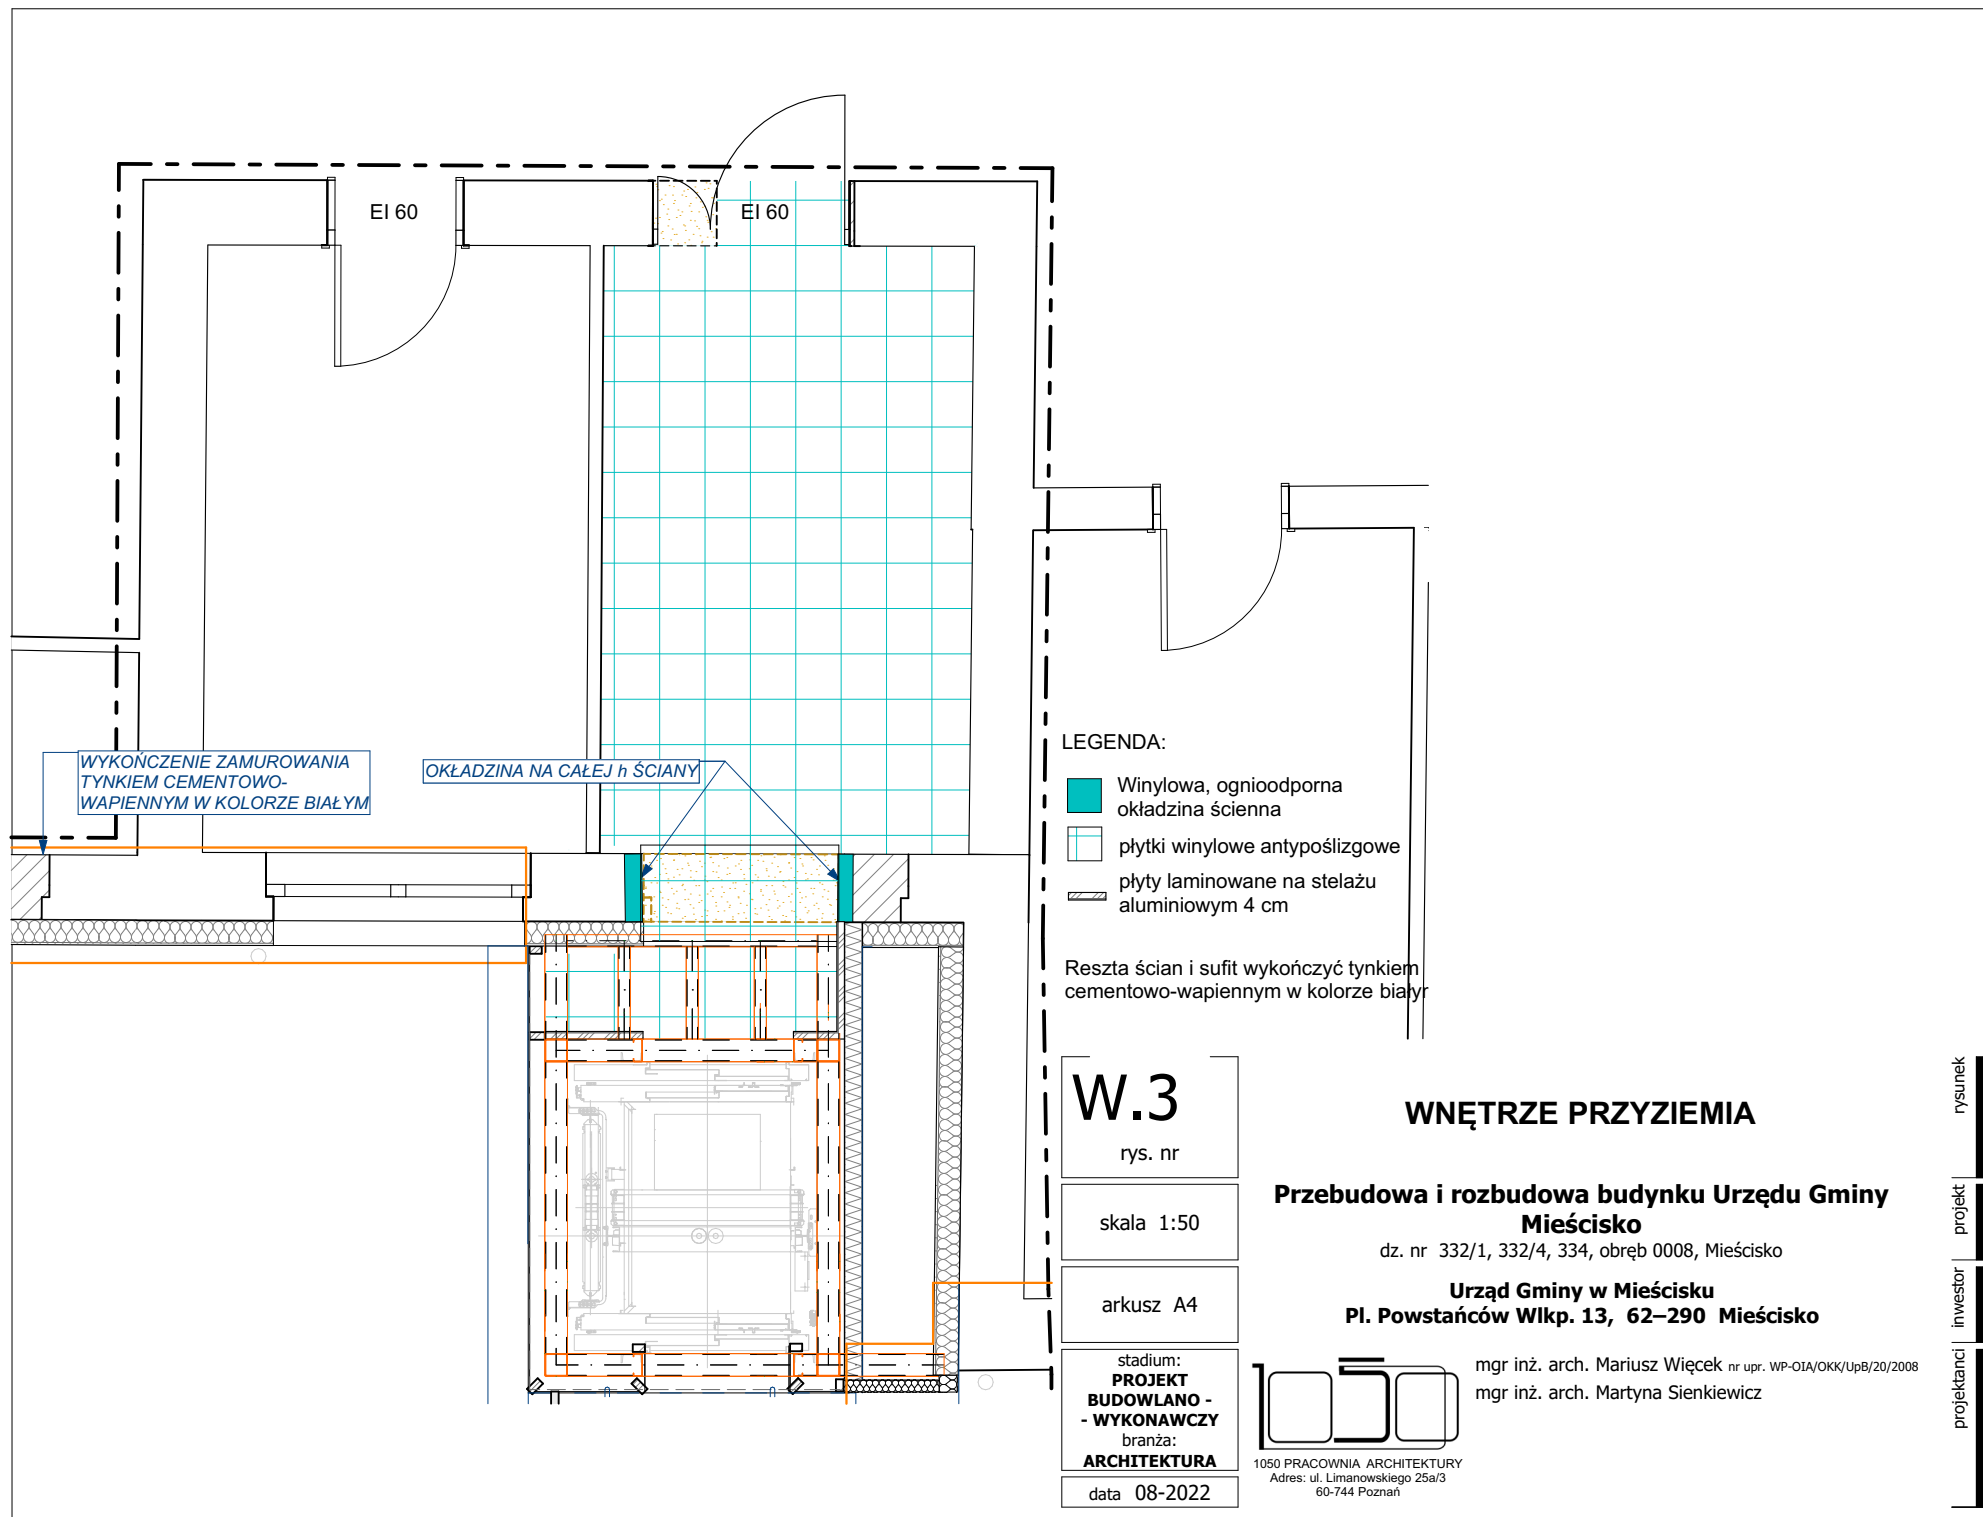 EI 60
EI 60
WYKOŃCZENIE ZAMUROWANIA
TYNKIEM CEMENTOWO-
WAPIENNYM W KOLORZE BIAŁYM
OKŁADZINA NA CAŁEJ h ŚCIANY
LEGENDA:
Winylowa, ognioodporna
okładzina ścienna
płytki winylowe antypoślizgowe
płyty laminowane na stelażu
aluminiowym 4 cm
Reszta ścian i sufit wykończyć tynkiem
cementowo-wapiennym w kolorze białyr
W.3
rys. nr
skala 1:50
arkusz A4
stadium:
PROJEKT
BUDOWLANO -
- WYKONAWCZY
branża:
ARCHITEKTURA
data 08-2022
WNĘTRZE PRZYZIEMIA
Przebudowa i rozbudowa budynku Urzędu Gminy
Mieścisko
dz. nr 332/1, 332/4, 334, obręb 0008, Mieścisko
Urząd Gminy w Mieścisku
Pl. Powstańców Wlkp. 13, 62–290 Mieścisko
mgr inż. arch. Mariusz Więcek nr upr. WP-OIA/OKK/UpB/20/2008
mgr inż. arch. Martyna Sienkiewicz
1050 PRACOWNIA ARCHITEKTURY
Adres: ul. Limanowskiego 25a/3
60-744 Poznań
rysunek
projekt
inwestor
projektanci